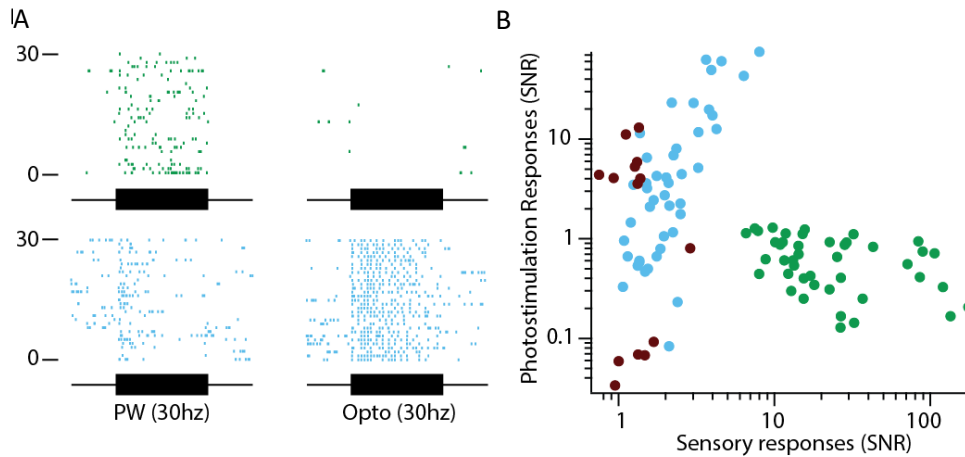 A
30
0
30
0
PW (30hz)
Opto (30hz)
B
Photostimulation Responses (SNR)
10
1
0.1
1
10
100
Sensory responses (SNR)